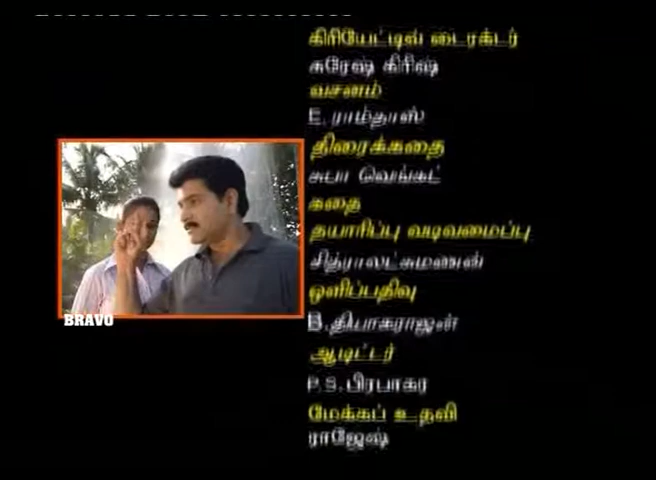 கிரியேட்டிவ் டைரக்டர்
சுரேஷ் கிரிஷ்
வசனம்
E. ராம்தாஸ்
திரைக்கதை
சுபா வெங்கட்
கதை
தயாரிப்பு வடிவமைப்பு
சித்ராலட்சுமணன்
ஒளிப்பதிவு
B.தியாகராஜன்
ஆடிட்டர்
P.S.பிரபாகர
மேக்கப் உதவி
ராஜேஷ்
BRAVO